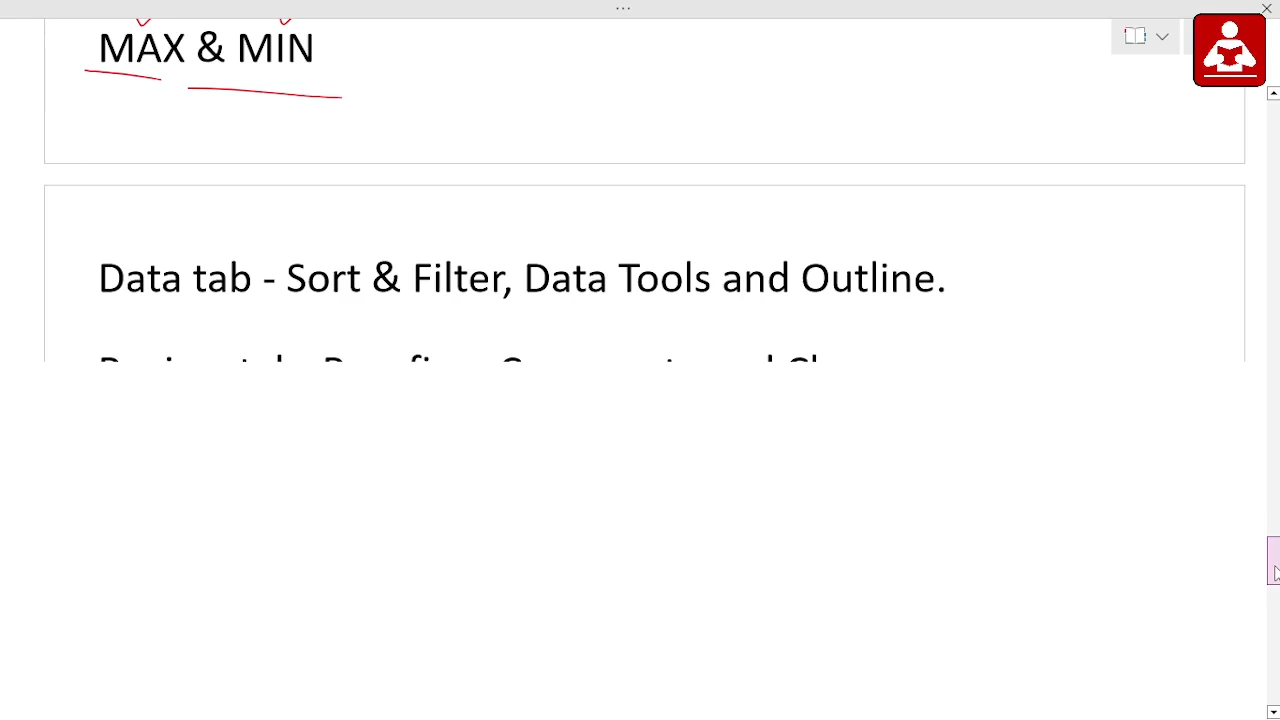 MAX & MIN
Data tab - Sort & Filter, Data Tools and Outline.